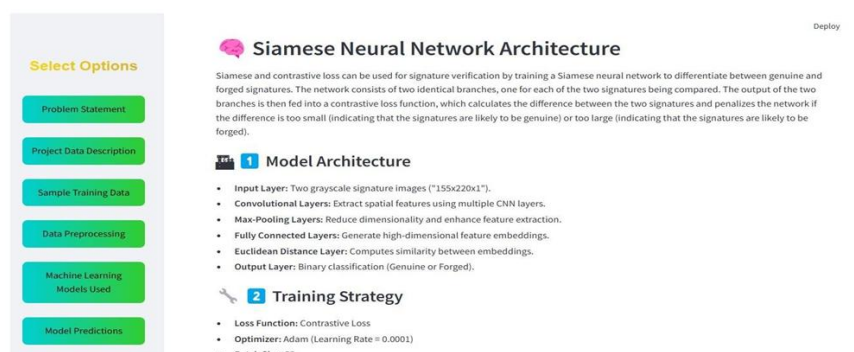 Deploy
Select Options
Problem Statement
Project Data Description
Sample Training Data
Data Preprocessing
Machine Learning
Models Used
Model Predictions
Siamese Neural Network Architecture
Siamese and contrastive loss can be used for signature verification by training a Siamese neural network to differentiate between genuine and
forged signatures. The network consists of two identical branches, one for each of the two signatures being compared. The output of the two
branches is then fed into a contrastive loss function, which calculates the difference between the two signatures and penalizes the network if
the difference is too small (indicating that the signatures are likely to be genuine) or too large (indicating that the signatures are likely to be
forged).
1 Model Architecture
• Input Layer: Two grayscale signature images ("155x220x1").
• Convolutional Layers: Extract spatial features using multiple CNN layers.
• Max-Pooling Layers: Reduce dimensionality and enhance feature extraction.
• Fully Connected Layers: Generate high-dimensional feature embeddings.
• Euclidean Distance Layer: Computes similarity between embeddings.
• Output Layer: Binary classification (Genuine or Forged).
2 Training Strategy
• Loss Function: Contrastive Loss
• Optimizer: Adam (Learning Rate = 0.0001)